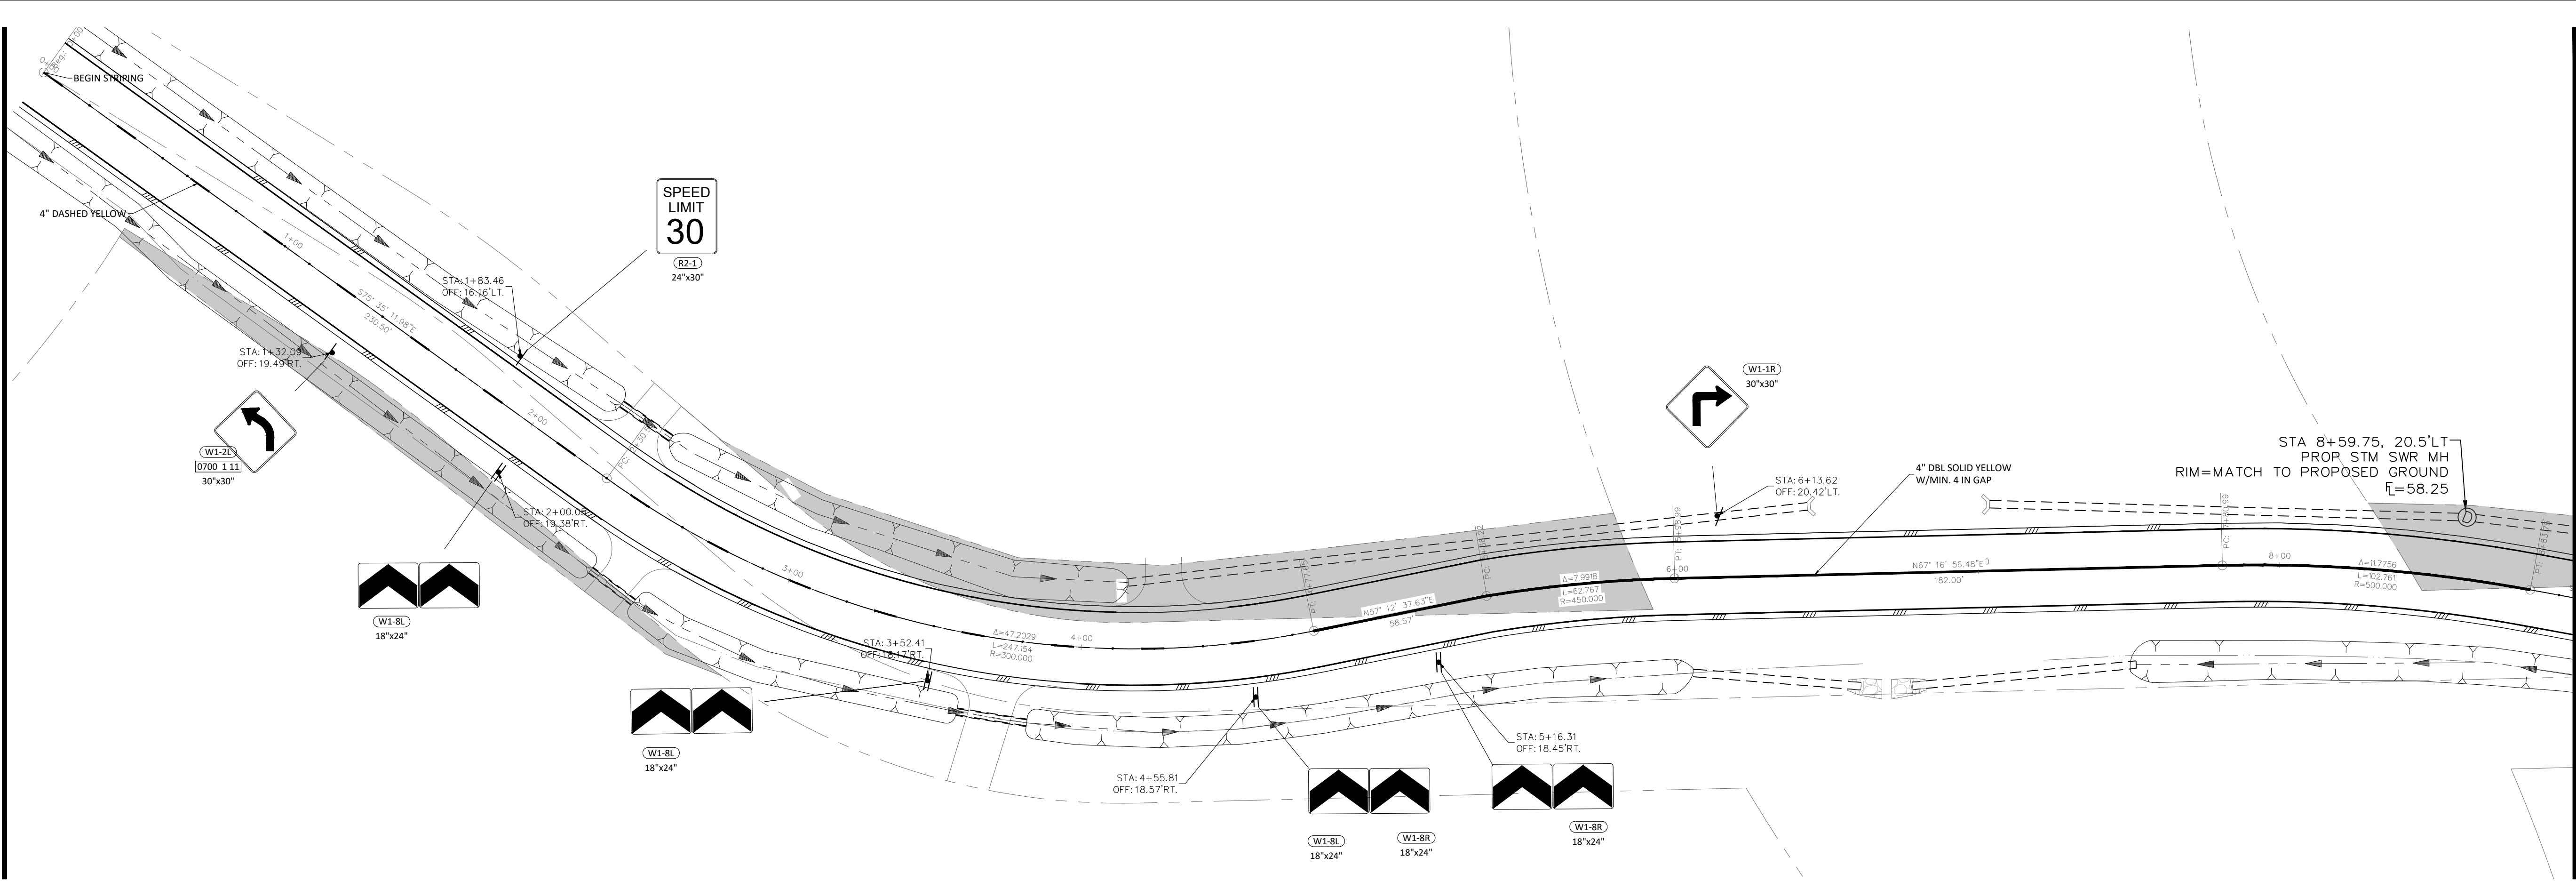 BEGIN STRIPING
4" DASHED YELLOW
1+00
S75° 35' 11.98"E
230.50'
STA: 1+32.09
OFF: 19.49'RT.
W1-2L
0700 1 11
30"x30"
STA: 1+83.46
OFF: 16.16'LT.
SPEED
LIMIT
30
R2-1
24"x30"
2+00
OFF: 19.38'RT.
W1-8L
18"x24"
3+00
STA: 3+52.41
OFF: 18.17'RT.
W1-8L
18"x24"
Δ=47.2029
L=247.154
R=300.000
4+00
STA: 4+55.81
OFF: 18.57'RT.
W1-8L
18"x24"
W1-8R
18"x24"
STA: 5+16.31
OFF: 18.45'RT.
W1-8R
18"x24"
N57° 12' 37.63"E
58.57'
Δ=7.9918
L=62.767
R=450.000
6+00
W1-1R
30"x30"
STA: 6+13.62
OFF: 20.42'LT.
4" DBL SOLID YELLOW
W/MIN. 4 IN GAP
N67° 16' 56.48"E
182.00'
8+00
Δ=11.7756
L=102.761
R=500.000
STA 8+59.75, 20.5'LT
PROP STM SWR MH
RIM=MATCH TO PROPOSED GROUND
FL=58.25